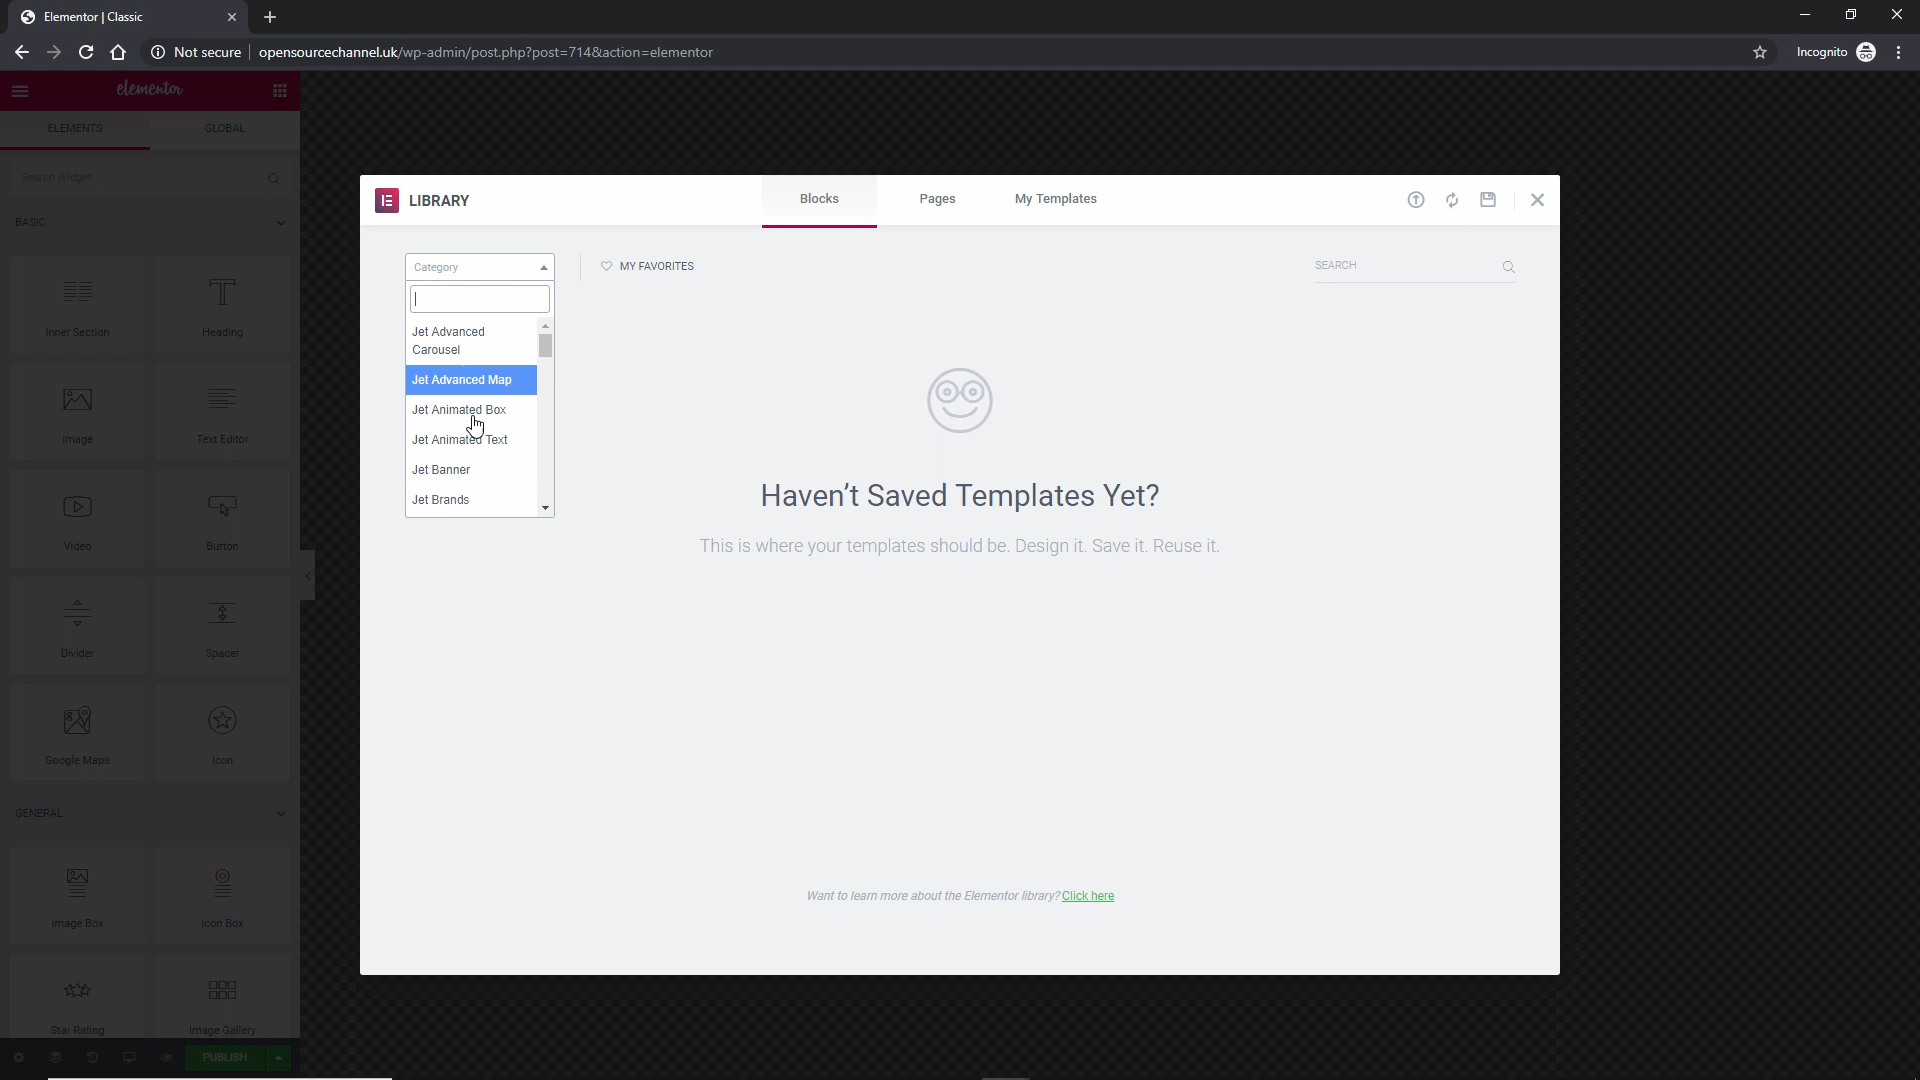 Elementor | Classic
Not secure
opensourcechannel.uk/wp-admin/post.php?post=714&action=elementor
Incognito
elementor
ELEMENTS
GLOBAL
Search Widget...
BASIC
Inner Section
Heading
Image
Text Editor
Video
Button
Divider
Spacer
Google Maps
Icon
GENERAL
Image Box
Icon Box
Star Rating
Image Gallery
PUBLISH
LIBRARY
Blocks
Pages
My Templates
Category
MY FAVORITES
SEARCH
Jet Advanced
Carousel
Jet Advanced Map
Jet Animated Box
Jet Animated Text
Jet Banner
Jet Brands
Haven't Saved Templates Yet?
This is where your templates should be. Design it. Save it. Reuse it.
Want to learn more about the Elementor library? Click here